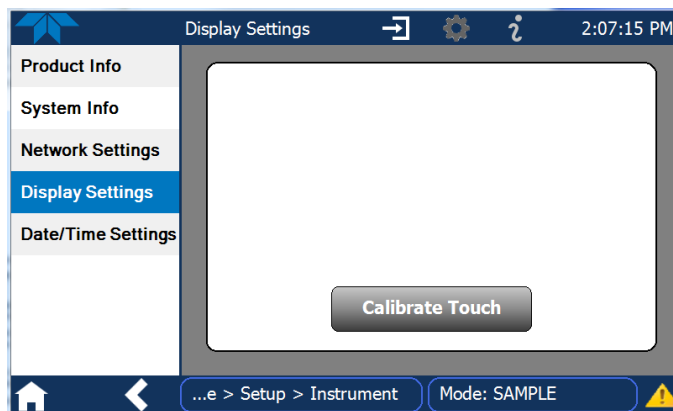 Display Settings
2:07:15 PM
Product Info
System Info
Network Settings
Display Settings
Date/Time Settings
Calibrate Touch
...e > Setup > Instrument
Mode: SAMPLE